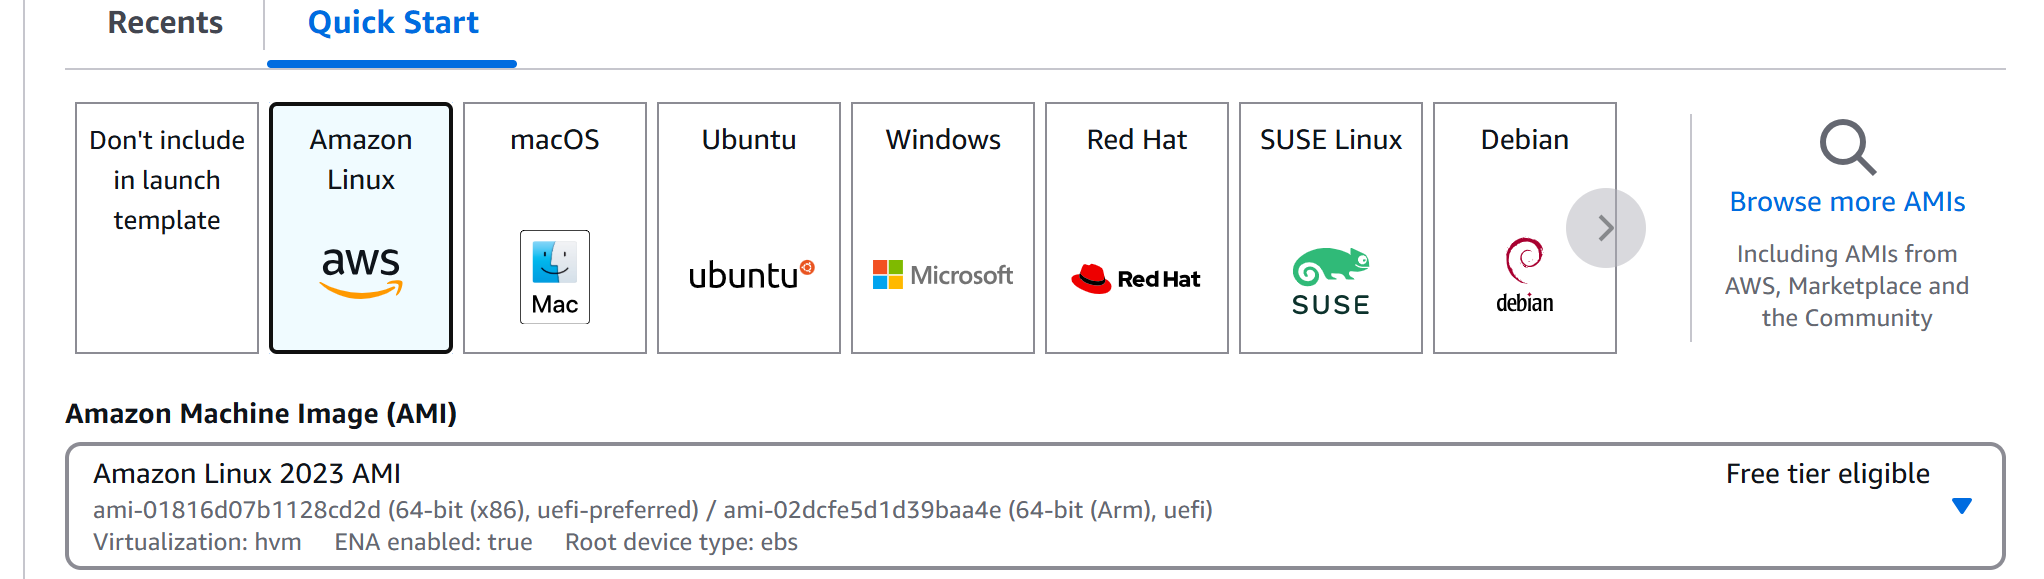 Recents
Quick Start
Don't include
in launch
template
Amazon
Linux
aws
macOS
Mac
Ubuntu
ubuntu
Windows
Microsoft
Red Hat
Red Hat
SUSE Linux
SUSE
Debian
debian
Browse more AMIs
Including AMIs from
AWS, Marketplace and
the Community
Amazon Machine Image (AMI)
Amazon Linux 2023 AMI
Free tier eligible
ami-01816d07b1128cd2d (64-bit (x86), uefi-preferred) / ami-02dcfe5d1d39baa4e (64-bit (Arm), uefi)
Virtualization: hvm ENA enabled: true Root device type: ebs